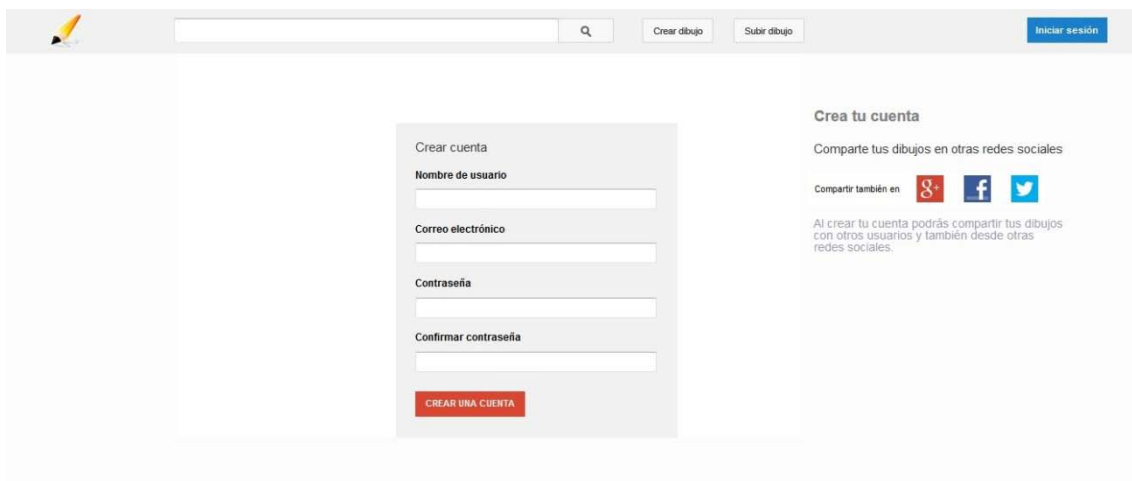 Crear dibujo
Subir dibujo
Iniciar sesión
Crear cuenta
Nombre de usuario
Correo electrónico
Contraseña
Confirmar contraseña
CREAR UNA CUENTA
Crea tu cuenta
Comparte tus dibujos en otras redes sociales
Compartir también en
Al crear tu cuenta podrás compartir tus dibujos
con otros usuarios y también desde otras
redes sociales.